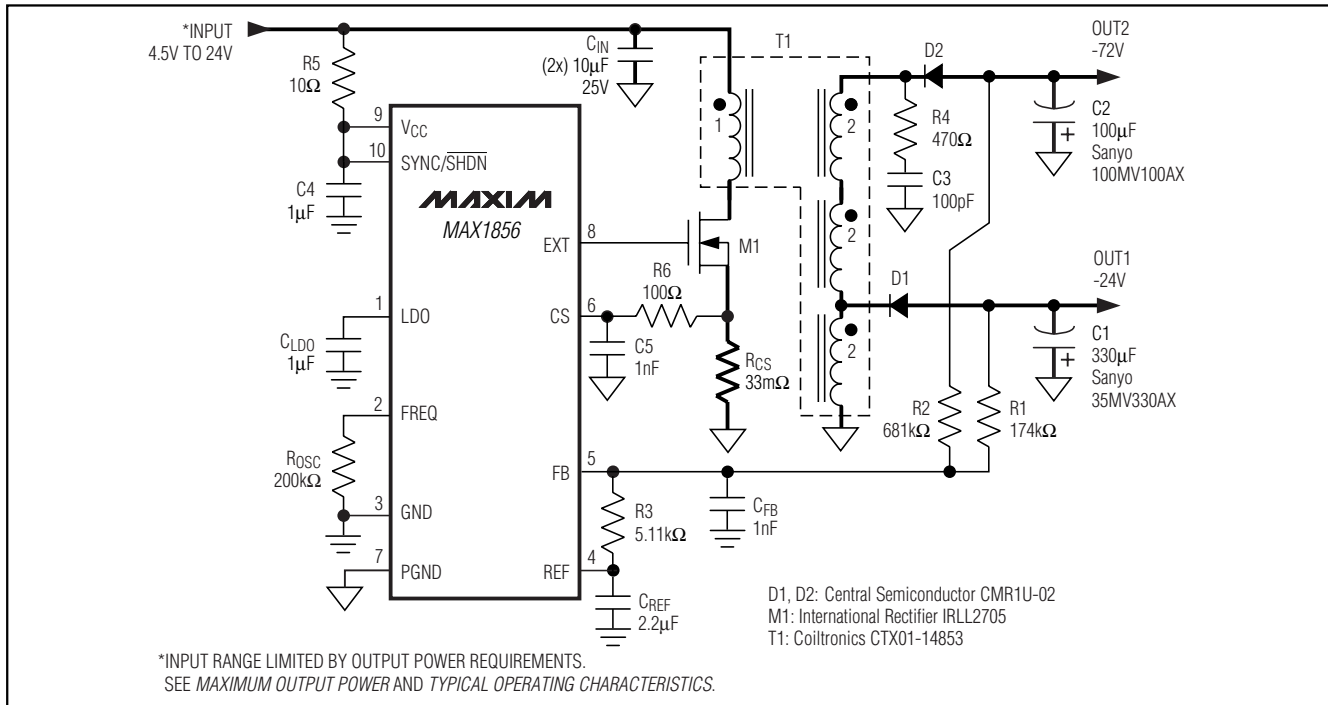 *INPUT
4.5V TO 24V
R5
10Ω
CIN
(2x) 10μF
25V
T1
1
2
2
2
D2
OUT2
-72V
R4
470Ω
C3
100pF
C2
100μF
+
Sanyo
100MV100AX
9
VCC
10
SYNC/SHDN
C4
1μF
MAXIM
MAX1856
EXT
8
M1
R6
100Ω
6
CS
C5
1nF
RCS
33mΩ
D1
OUT1
-24V
C1
330μF
+
Sanyo
35MV330AX
1
LDO
CLDO
1μF
2
FREQ
ROSC
200kΩ
3
GND
7
PGND
R2
681kΩ
R1
174kΩ
5
FB
R3
5.11kΩ
CFB
1nF
4
REF
CREF
2.2μF
D1, D2: Central Semiconductor CMR1U-02
M1: International Rectifier IRLL2705
T1: Coiltronics CTX01-14853
*INPUT RANGE LIMITED BY OUTPUT POWER REQUIREMENTS.
SEE MAXIMUM OUTPUT POWER AND TYPICAL OPERATING CHARACTERISTICS.